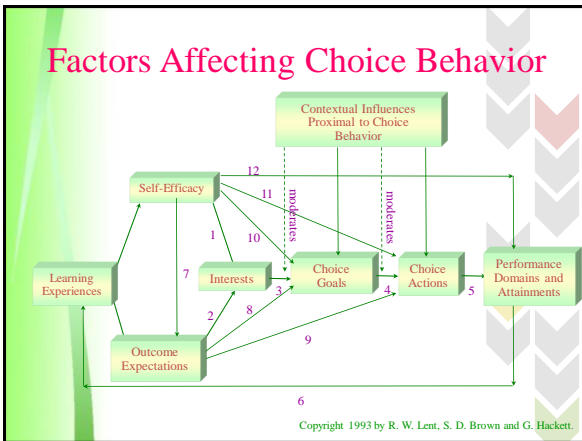 Factors Affecting Choice Behavior
Contextual Influences
Proximal to Choice
Behavior
12
Self-Efficacy
11
moderates
moderates
1
10
7
Learning
Experiences
Interests
Choice
Goals
Choice
Actions
Performance
Domains and
Attainments
3
4
5
2
8
9
Outcome
Expectations
6
Copyright 1993 by R. W. Lent, S. D. Brown and G. Hackett.